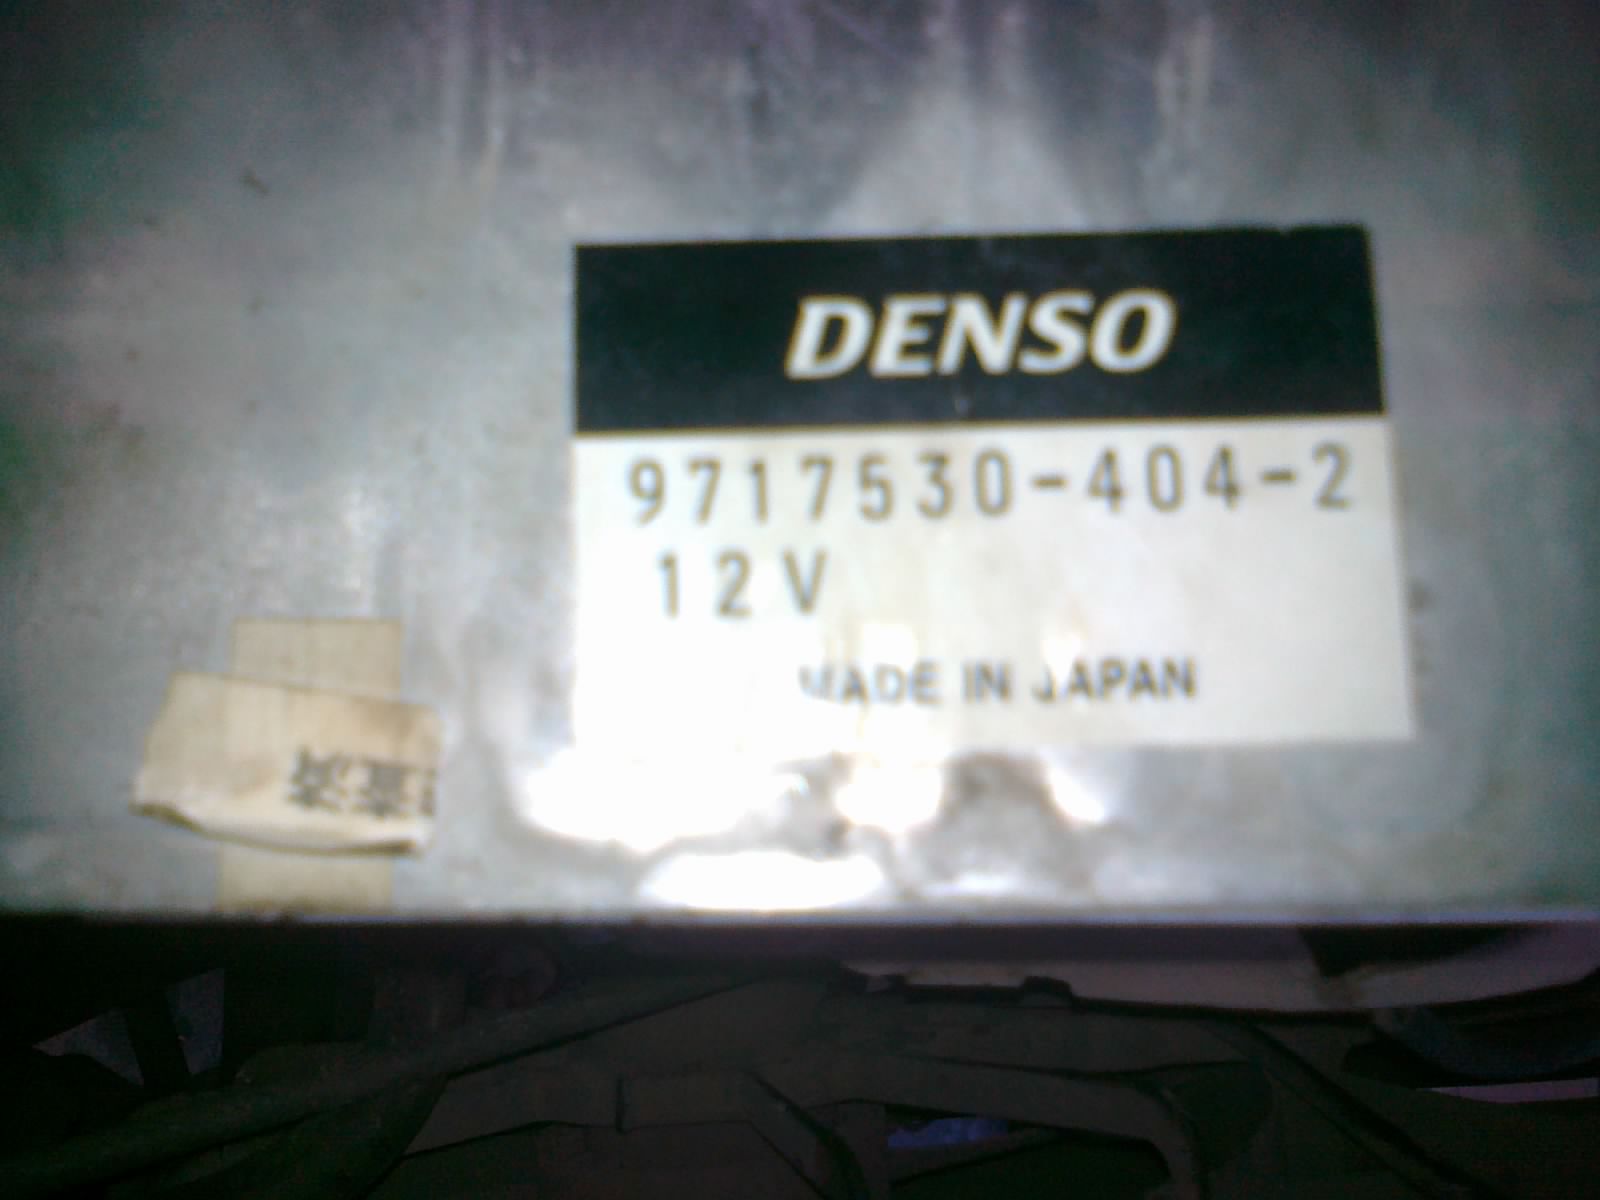 DENSO
9717530-404-2
12V
MADE IN JAPAN